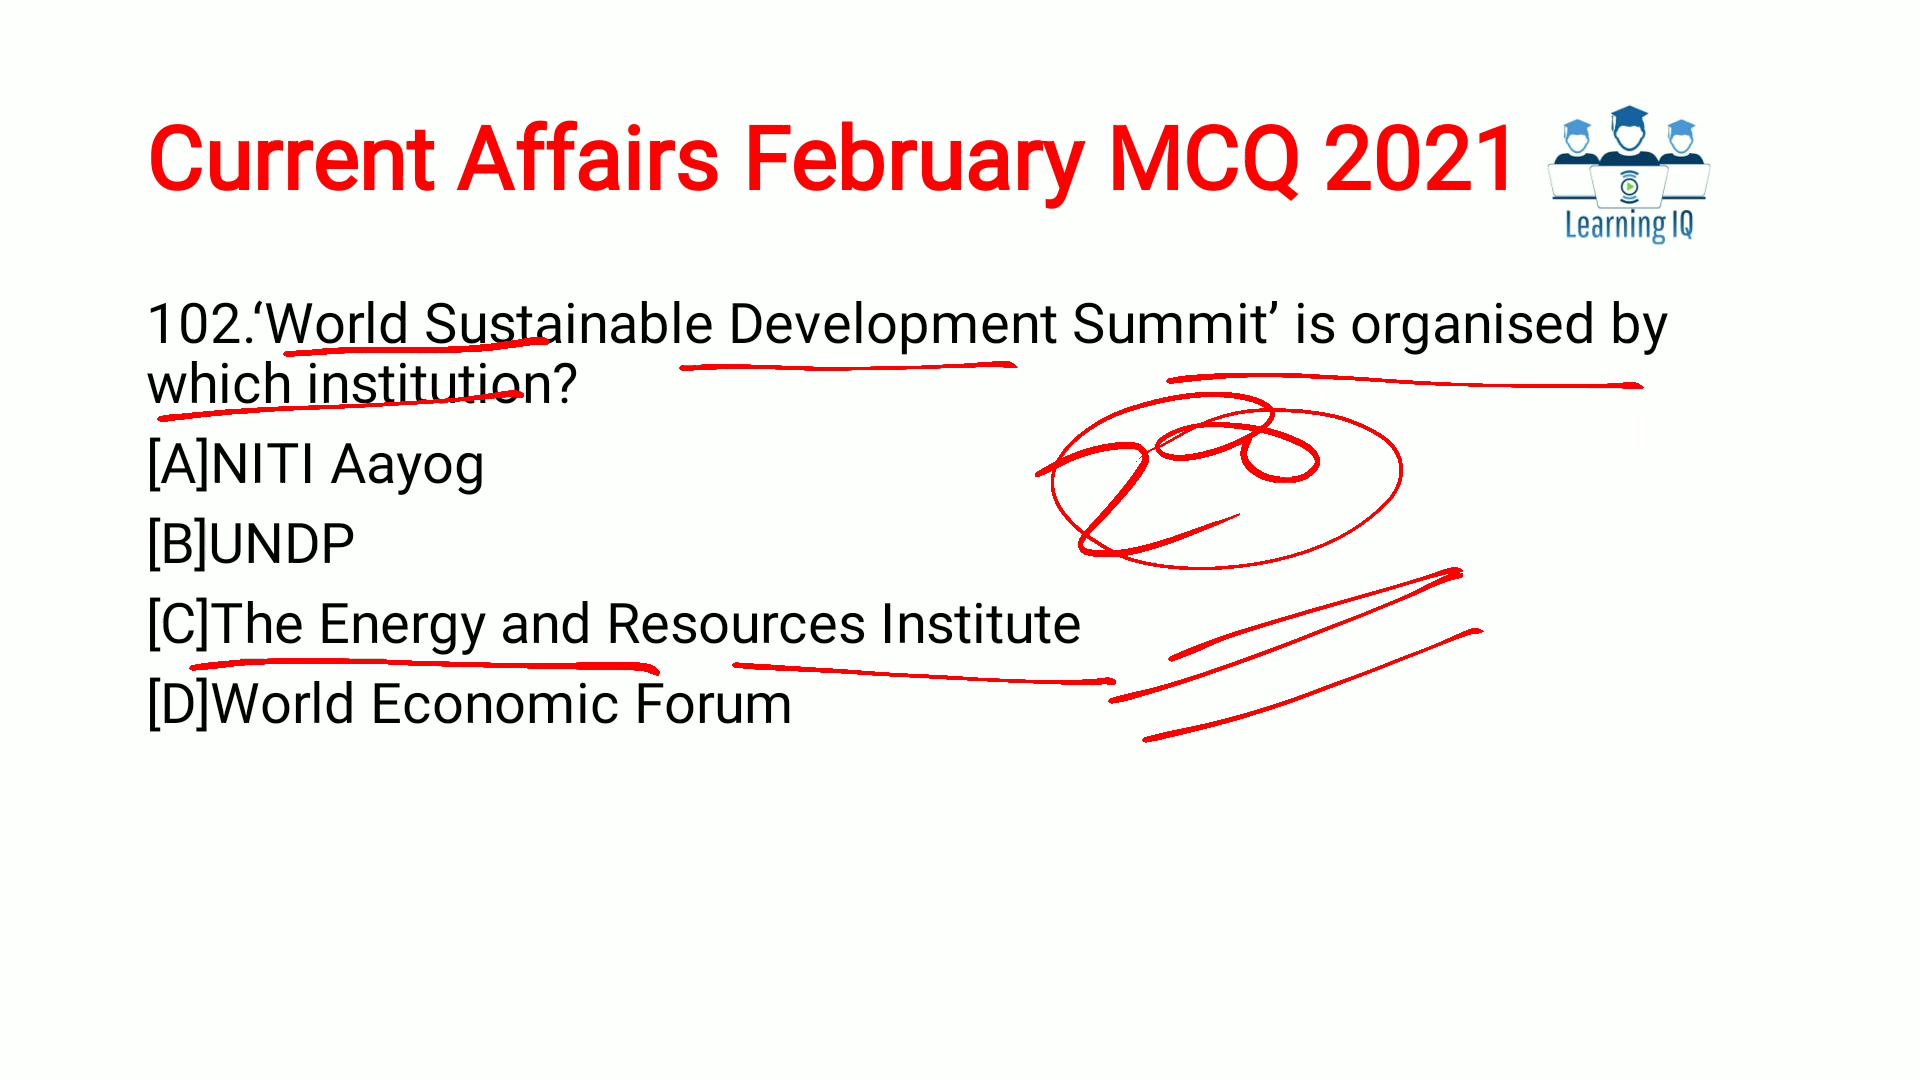 Current Affairs February MCQ 2021
Learning IQ
102.‘World Sustainable Development Summit’ is organised by
which institution?
[A]NITI Aayog
[B]UNDP
[C]The Energy and Resources Institute
[D]World Economic Forum